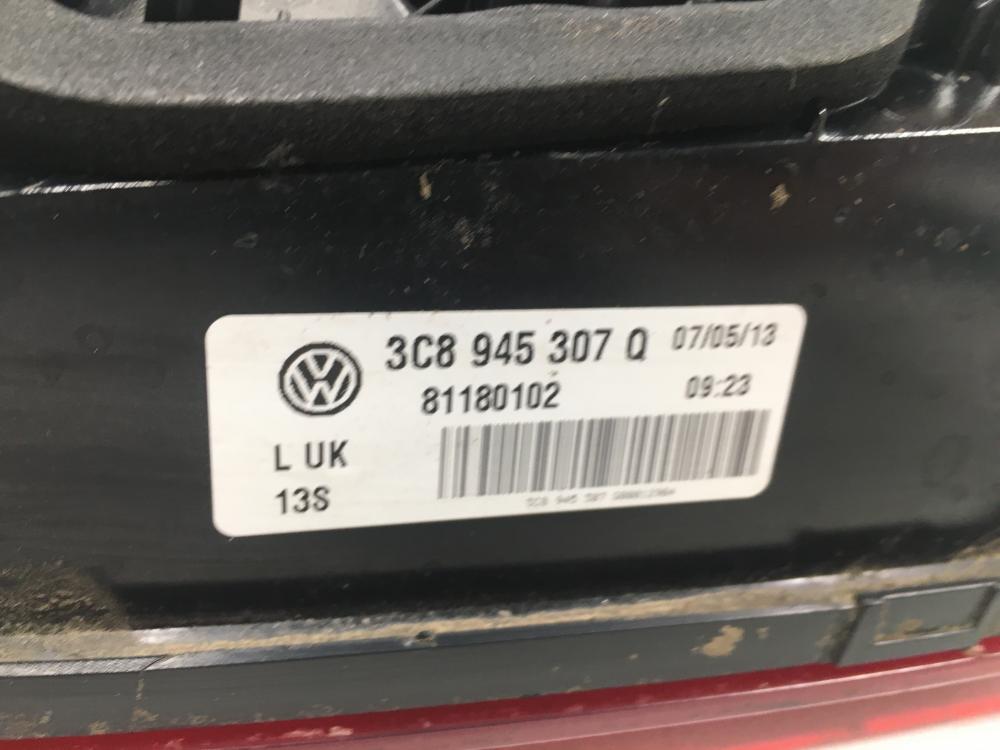 3C8 945 307 Q 07/05/13
81180102 09:23
L UK
13S